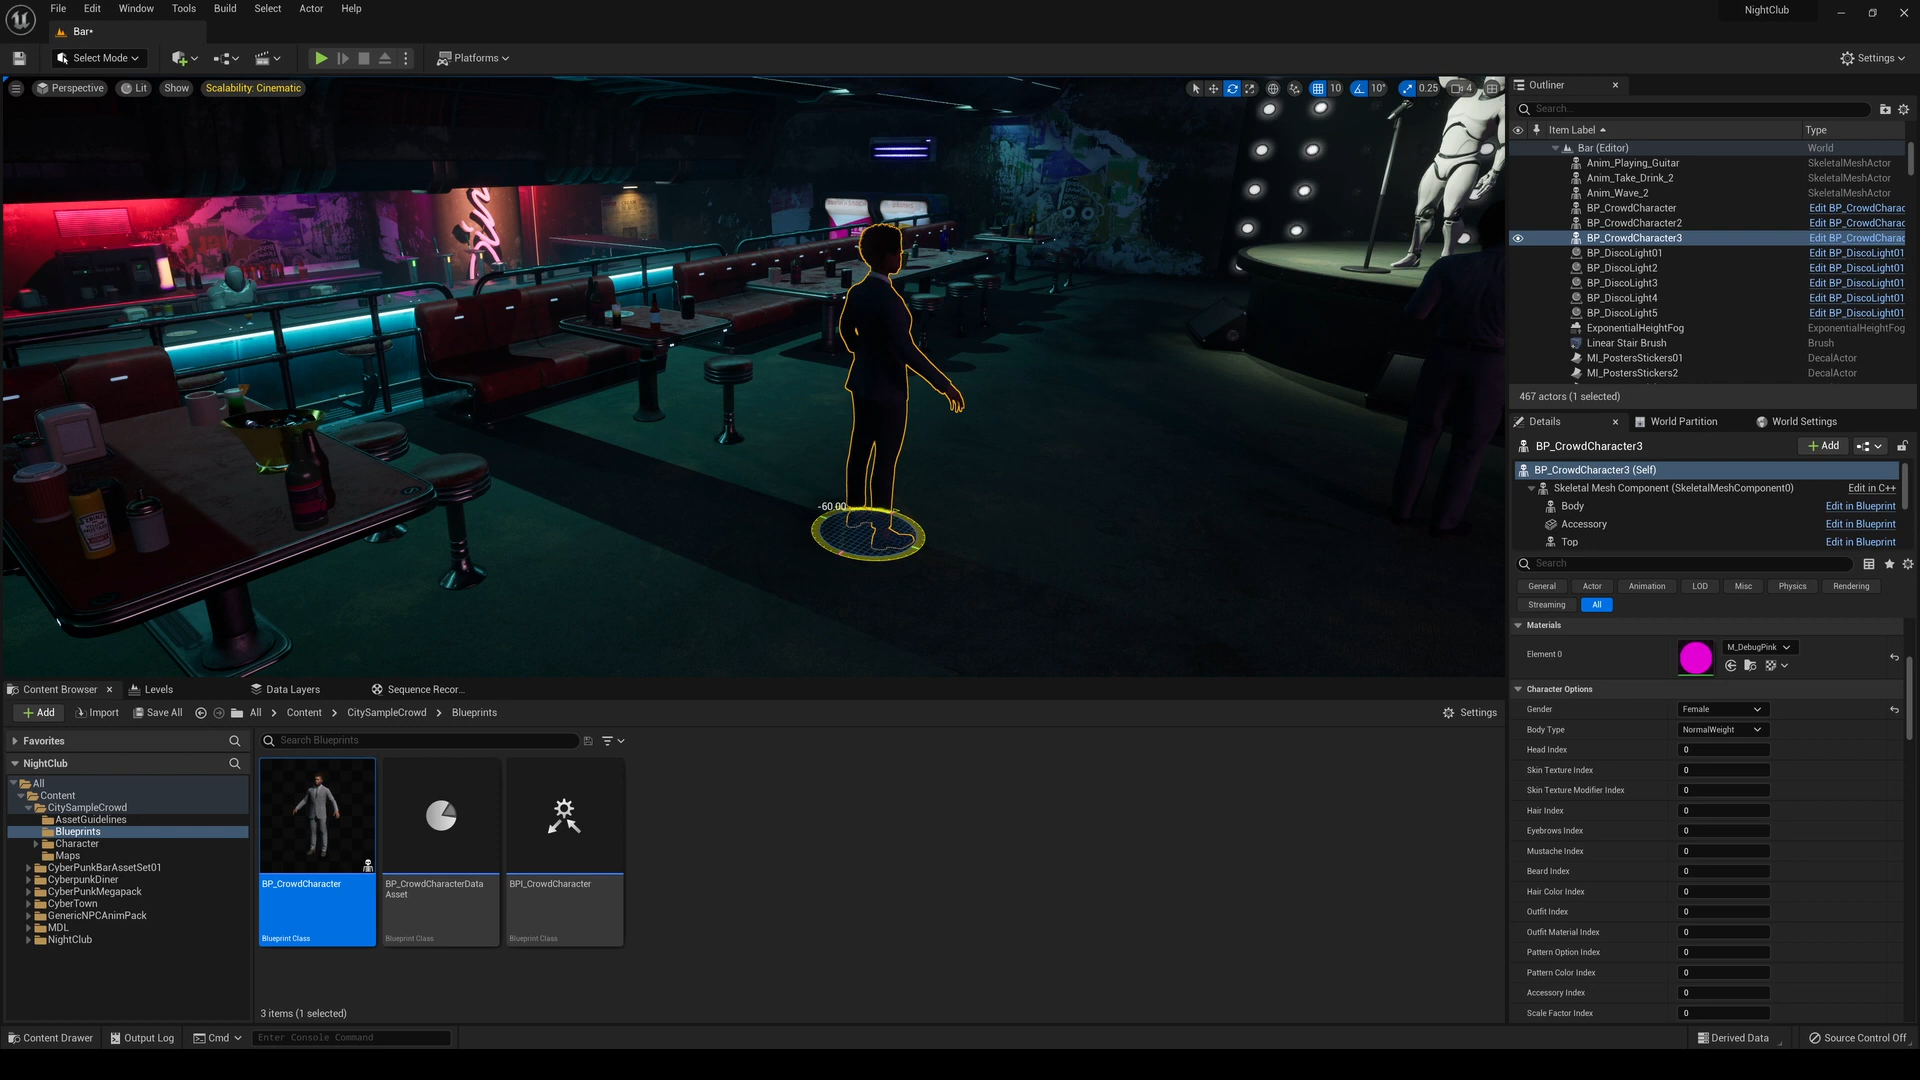 File Edit Window Tools Build Select Actor Help
NightClub
Bar•
Select Mode
Platforms
Settings
Perspective Lit Show Scalability: Cinematic
10 10° 0.25 4
-60.00
Outliner
Search...
Item Label Type
Bar (Editor) World
Anim_Playing_Guitar SkeletalMeshActor
Anim_Take_Drink_2 SkeletalMeshActor
Anim_Wave_2 SkeletalMeshActor
BP_CrowdCharacter Edit BP_CrowdCharac
BP_CrowdCharacter2 Edit BP_CrowdCharac
BP_CrowdCharacter3 Edit BP_CrowdCharac
BP_DiscoLight01 Edit BP_DiscoLight01
BP_DiscoLight2 Edit BP_DiscoLight01
BP_DiscoLight3 Edit BP_DiscoLight01
BP_DiscoLight4 Edit BP_DiscoLight01
BP_DiscoLight5 Edit BP_DiscoLight01
ExponentialHeightFog ExponentialHeightFog
Linear Stair Brush Brush
MI_PostersStickers01 DecalActor
MI_PostersStickers2 DecalActor
467 actors (1 selected)
Details World Partition World Settings
BP_CrowdCharacter3 Add
BP_CrowdCharacter3 (Self)
Skeletal Mesh Component (SkeletalMeshComponent0) Edit in C++
Body Edit in Blueprint
Accessory Edit in Blueprint
Top Edit in Blueprint
Search
General Actor Animation LOD Misc Physics Rendering
Streaming All
Materials
Element 0 M_DebugPink
Character Options
Gender Female
Body Type NormalWeight
Head Index 0
Skin Texture Index 0
Skin Texture Modifier Index 0
Hair Index 0
Eyebrows Index 0
Mustache Index 0
Beard Index 0
Hair Color Index 0
Outfit Index 0
Outfit Material Index 0
Pattern Option Index 0
Pattern Color Index 0
Accessory Index 0
Scale Factor Index 0
Content Browser Levels Data Layers Sequence Recor...
Add Import Save All All Content CitySampleCrowd Blueprints Settings
Favorites
NightClub
All
Content
CitySampleCrowd
AssetGuidelines
Blueprints
Character
Maps
CyberPunkBarAssetSet01
CyberpunkDiner
CyberPunkMegapack
CyberTown
GenericNPCAnimPack
MDL
NightClub
Search Blueprints
BP_CrowdCharacter
Blueprint Class
BP_CrowdCharacterData
Asset
Blueprint Class
BPI_CrowdCharacter
Blueprint Class
3 items (1 selected)
Content Drawer Output Log Cmd Enter Console Command Derived Data Source Control Off